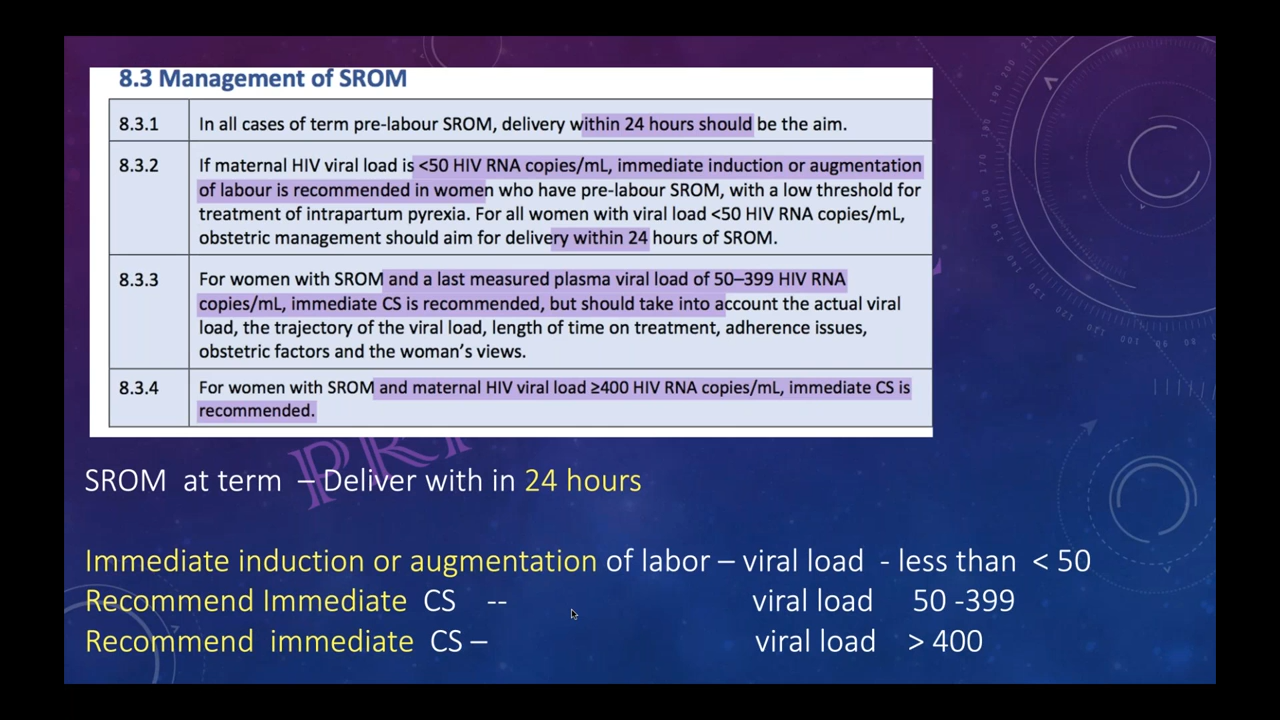 8.3 Management of SROM
8.3.1 In all cases of term pre-labour SROM, delivery within 24 hours should be the aim.
8.3.2 If maternal HIV viral load is <50 HIV RNA copies/mL, immediate induction or augmentation
of labour is recommended in women who have pre-labour SROM, with a low threshold for
treatment of intrapartum pyrexia. For all women with viral load <50 HIV RNA copies/mL,
obstetric management should aim for delivery within 24 hours of SROM.
8.3.3 For women with SROM and a last measured plasma viral load of 50–399 HIV RNA
copies/mL, immediate CS is recommended, but should take into account the actual viral
load, the trajectory of the viral load, length of time on treatment, adherence issues,
obstetric factors and the woman's views.
8.3.4 For women with SROM and maternal HIV viral load ≥400 HIV RNA copies/mL, immediate CS is
recommended.
SROM at term – Deliver with in 24 hours
Immediate induction or augmentation of labor – viral load - less than < 50
Recommend Immediate CS -- viral load 50 -399
Recommend immediate CS – viral load > 400